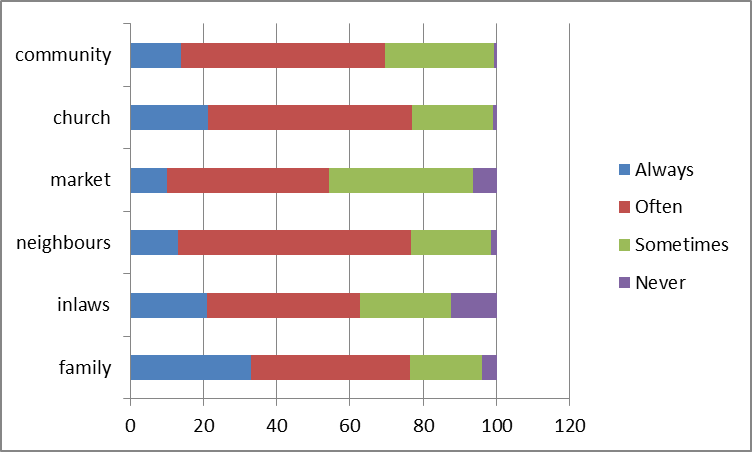 community
church
market
neighbours
inlaws
family
0 20 40 60 80 100 120
Always
Often
Sometimes
Never